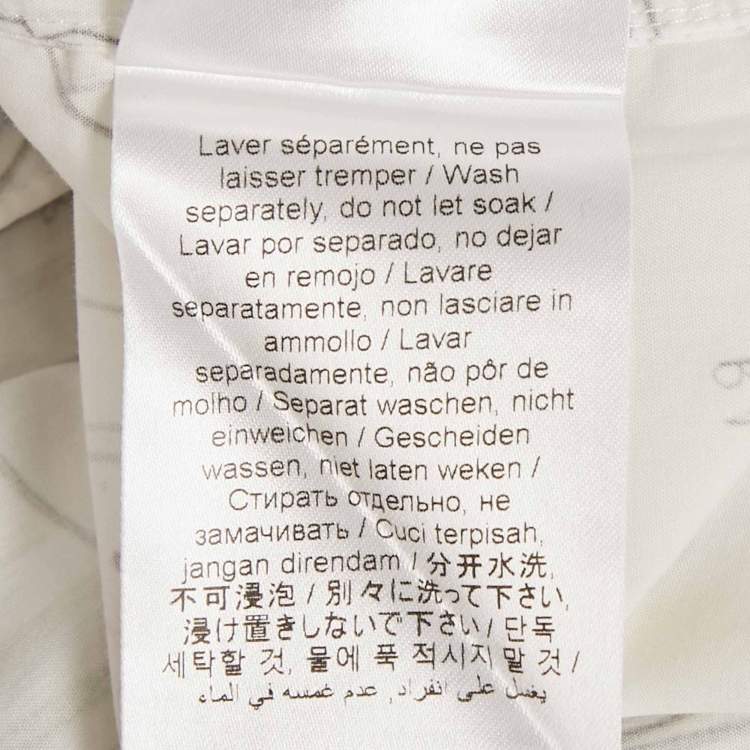 Laver séparément, ne pas
laisser tremper / Wash
separately, do not let soak /
Lavar por separado, no dejar
en remojo / Lavare
separatamente, non lasciare in
ammollo / Lavar
separadamente, não pôr de
molho / Separat waschen, nicht
einweichen / Gescheiden
wassen, niet laten weken /
Стирать отдельно, не
замачивать / Cuci terpisah,
jangan direndam / 分开水洗,
不可浸泡 / 別々に洗って下さい,
浸け置きしないで下さい / 단독
세탁할 것, 물에 푹 적시지 말 것 /
يغسل على انفراد, عدم غمسه في الماء